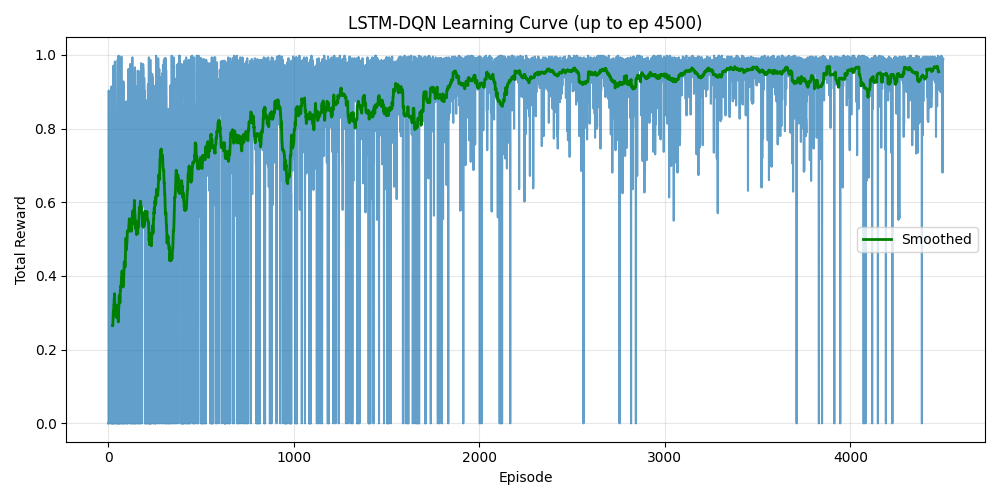 LSTM-DQN Learning Curve (up to ep 4500)
Total Reward
1.0
0.8
0.6
0.4
0.2
0.0
Smoothed
0 1000 2000 3000 4000
Episode